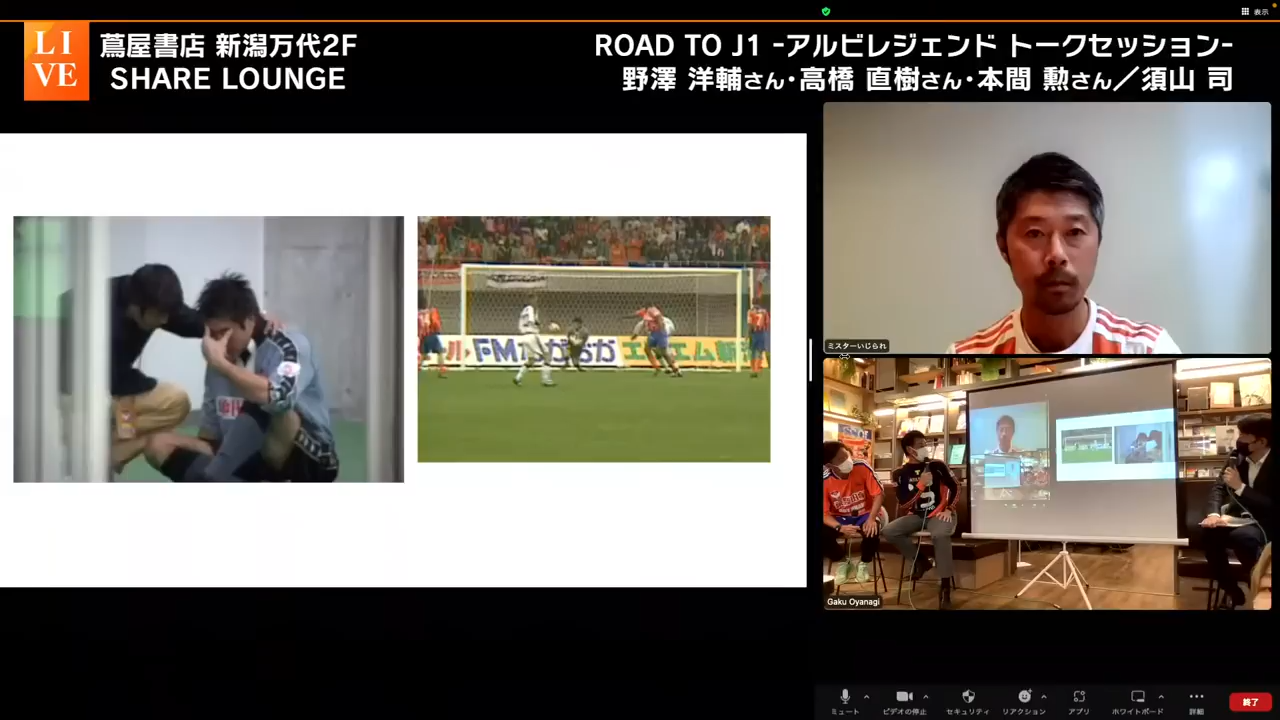 LI
VE
蔦屋書店 新潟万代2F
SHARE LOUNGE
ROAD TO J1 -アルビレジェンド トークセッション-
野澤 洋輔さん・高橋 直樹さん・本間 勲さん／須山 司
表示
亀田
FM
ミスターいじられ
Gaku Oyanagi
ミュート
ビデオの停止
セキュリティ
リアクション
アプリ
ホワイトボード
詳細
終了